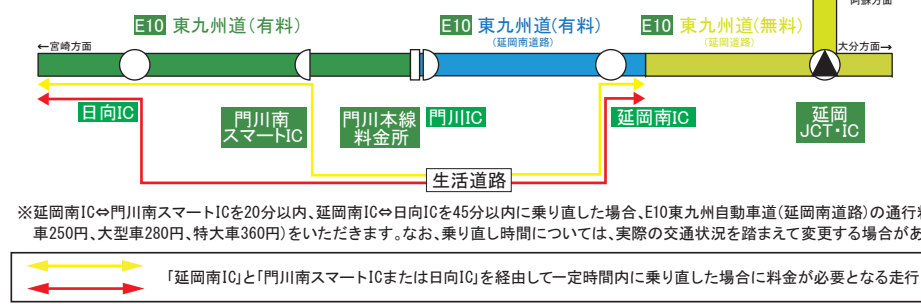 阿蘇方面
E10 東九州道(有料)
E10 東九州道(有料)
(延岡南道路)
E10 東九州道(無料)
(延岡道路)
←宮崎方面
大分方面→
日向IC
門川南
スマートIC
門川本線
料金所
門川IC
延岡南IC
延岡
JCT・IC
生活道路
※延岡南IC⇔門川南スマートICを20分以内、延岡南IC⇔日向ICを45分以内に乗り直した場合、E10東九州自動車道(延岡南道路)の通行
車250円、大型車280円、特大車360円)をいただきます。なお、乗り直し時間については、実際の交通状況を踏まえて変更する場合があ
「延岡南IC」と「門川南スマートICまたは日向IC」を経由して一定時間内に乗り直した場合に料金が必要となる走行